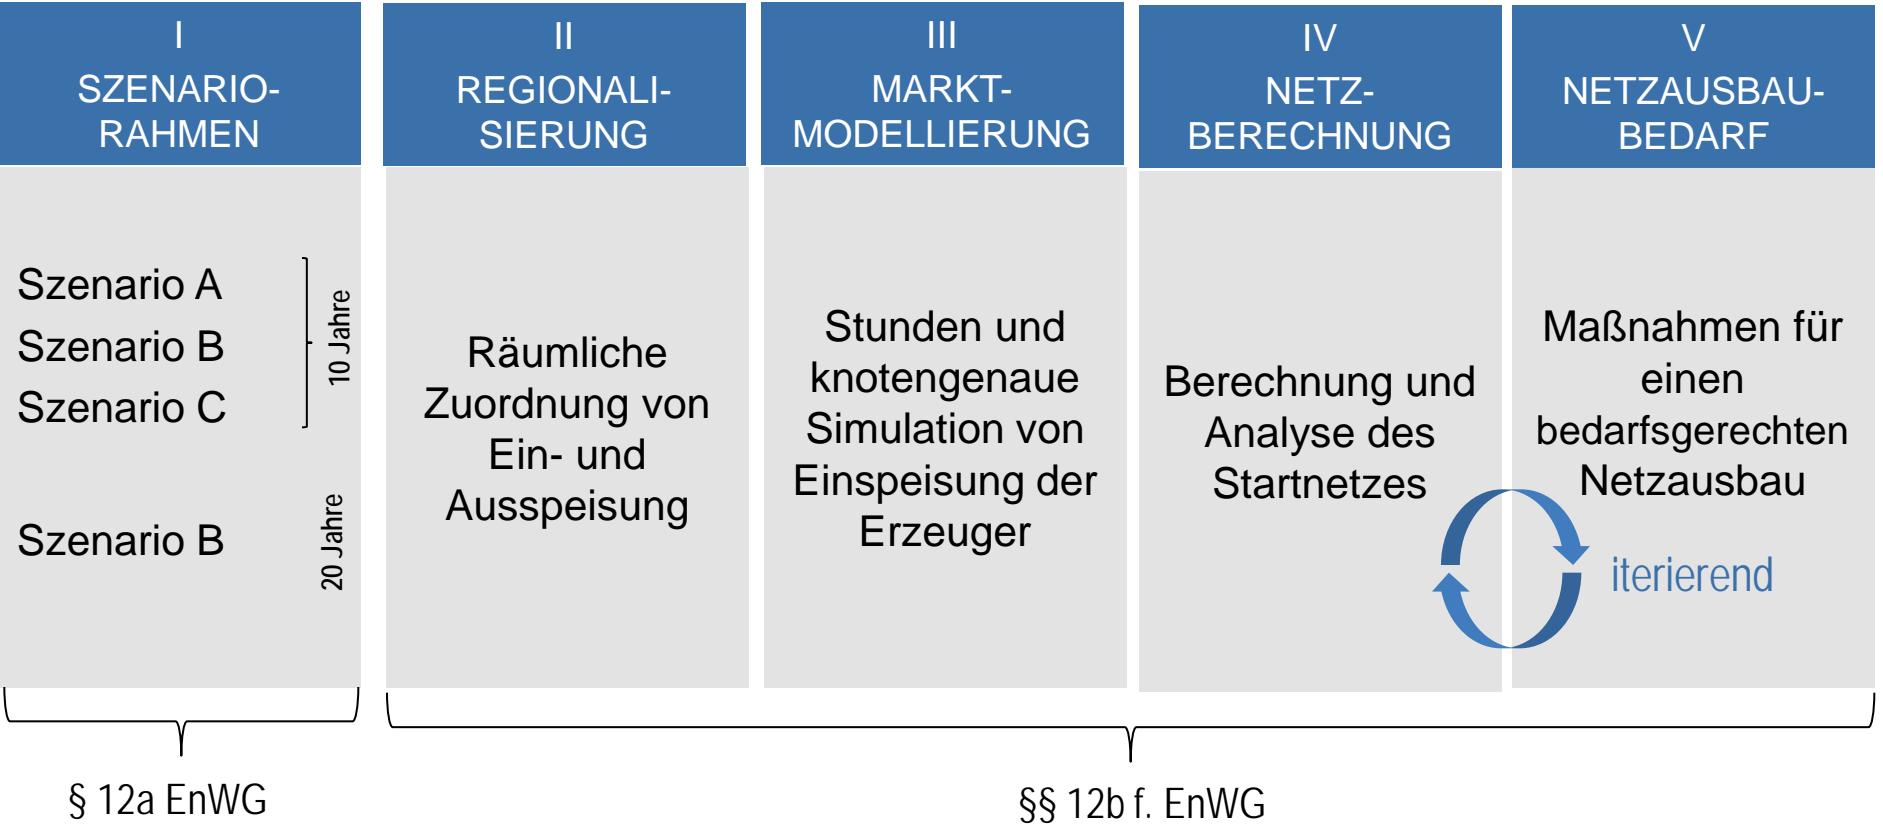 I
SZENARIO-
RAHMEN
Szenario A
Szenario B
Szenario C
10 Jahre
Szenario B
20 Jahre
§ 12a EnWG
II
REGIONALI-
SIERUNG
Räumliche
Zuordnung von
Ein- und
Ausspeisung
III
MARKT-
MODELLIERUNG
Stunden und
knotengenaue
Simulation von
Einspeisung der
Erzeuger
IV
NETZ-
BERECHNUNG
Berechnung und
Analyse des
Startnetzes
V
NETZAUSBAU-
BEDARF
Maßnahmen für
einen
bedarfsgerechten
Netzausbau
iterierend
§§ 12b f. EnWG